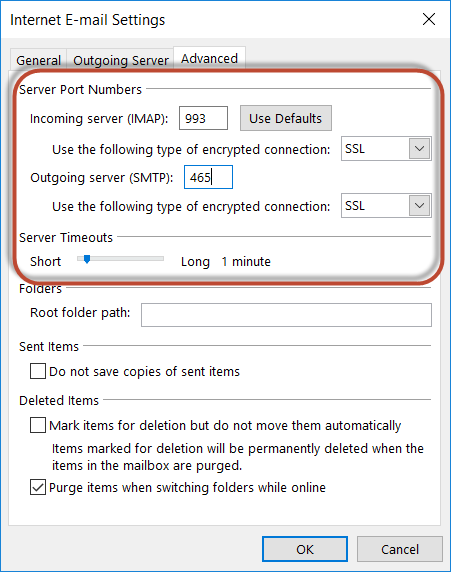 Internet E-mail Settings
General Outgoing Server Advanced
Server Port Numbers
Incoming server (IMAP): 993 Use Defaults
Use the following type of encrypted connection: SSL
Outgoing server (SMTP): 465
Use the following type of encrypted connection: SSL
Server Timeouts
Short Long 1 minute
Folders
Root folder path:
Sent Items
Do not save copies of sent items
Deleted Items
Mark items for deletion but do not move them automatically
Items marked for deletion will be permanently deleted when the
items in the mailbox are purged.
Purge items when switching folders while online
OK Cancel